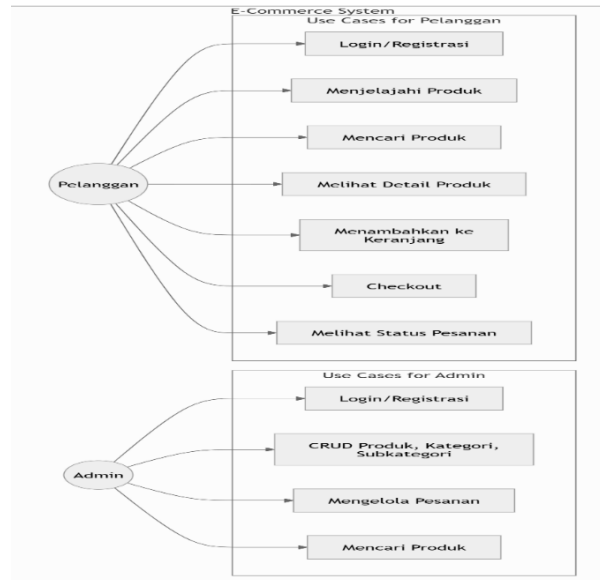 E-Commerce System
Use Cases for Pelanggan
Login/Registrasi
Menjelajahi Produk
Mencari Produk
Pelanggan
Melihat Detail Produk
Menambahkan ke
Keranjang
Checkout
Melihat Status Pesanan
Use Cases for Admin
Login/Registrasi
CRUD Produk, Kategori,
Subkategori
Admin
Mengelola Pesanan
Mencari Produk